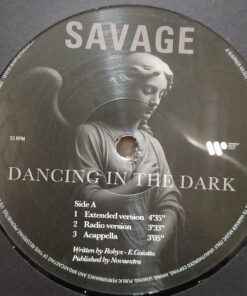 SAVAGE
33 RPM
DANCING IN THE DARK
Side A
1 Extended version 4'35"
2 Radio version 3'33"
3 Acappella 3'05"
Written by Robyx - E. Gaiotto
Published by Novaextra